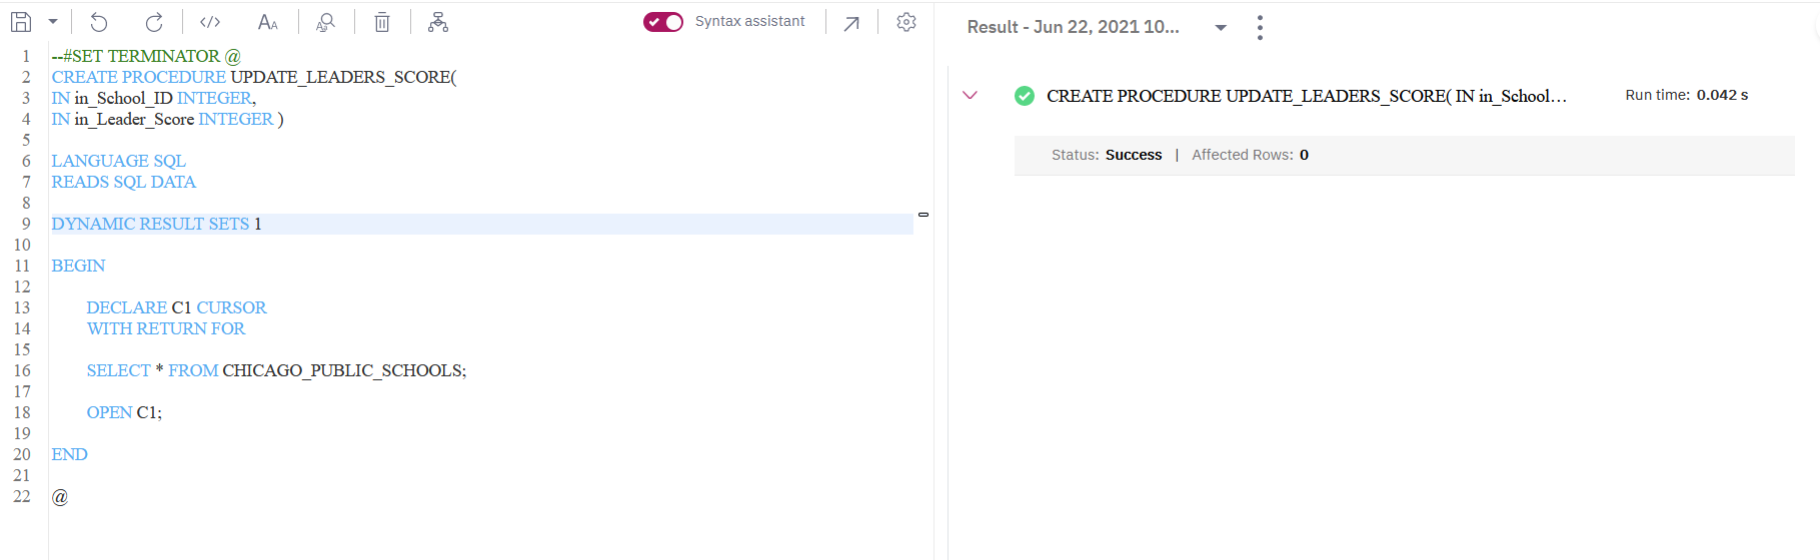 </> AA Aa Syntax assistant
1 --#SET TERMINATOR @
2 CREATE PROCEDURE UPDATE_LEADERS_SCORE(
3 IN in_School_ID INTEGER,
4 IN in_Leader_Score INTEGER )
5
6 LANGUAGE SQL
7 READS SQL DATA
8
9 DYNAMIC RESULT SETS 1
10
11 BEGIN
12
13 DECLARE C1 CURSOR
14 WITH RETURN FOR
15
16 SELECT * FROM CHICAGO_PUBLIC_SCHOOLS;
17
18 OPEN C1;
19
20 END
21
22 @
Result - Jun 22, 2021 10...
CREATE PROCEDURE UPDATE_LEADERS_SCORE( IN in_School... Run time: 0.042 s
Status: Success | Affected Rows: 0